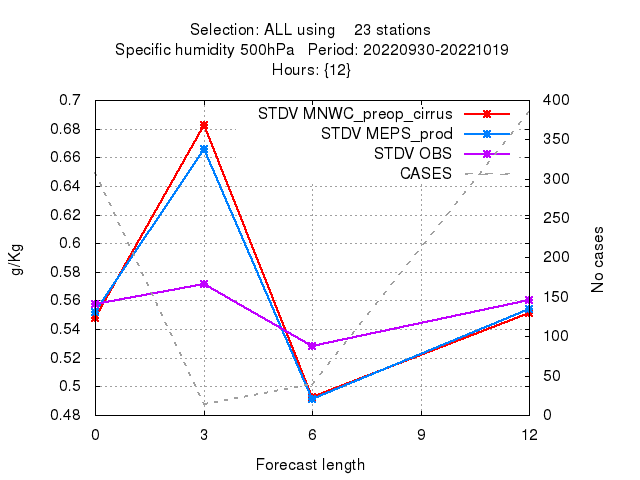 Selection: ALL using    23 stations
Specific humidity 500hPa   Period: 20220930-20221019
Hours: {12}
STDV MNWC_preop_cirrus
STDV MEPS_prod
STDV OBS
CASES
0.7
0.68
0.66
0.64
0.62
0.6
0.58
0.56
0.54
0.52
0.5
0.48
g/Kg
400
350
300
250
200
150
100
50
0
No cases
0
3
6
9
12
Forecast length